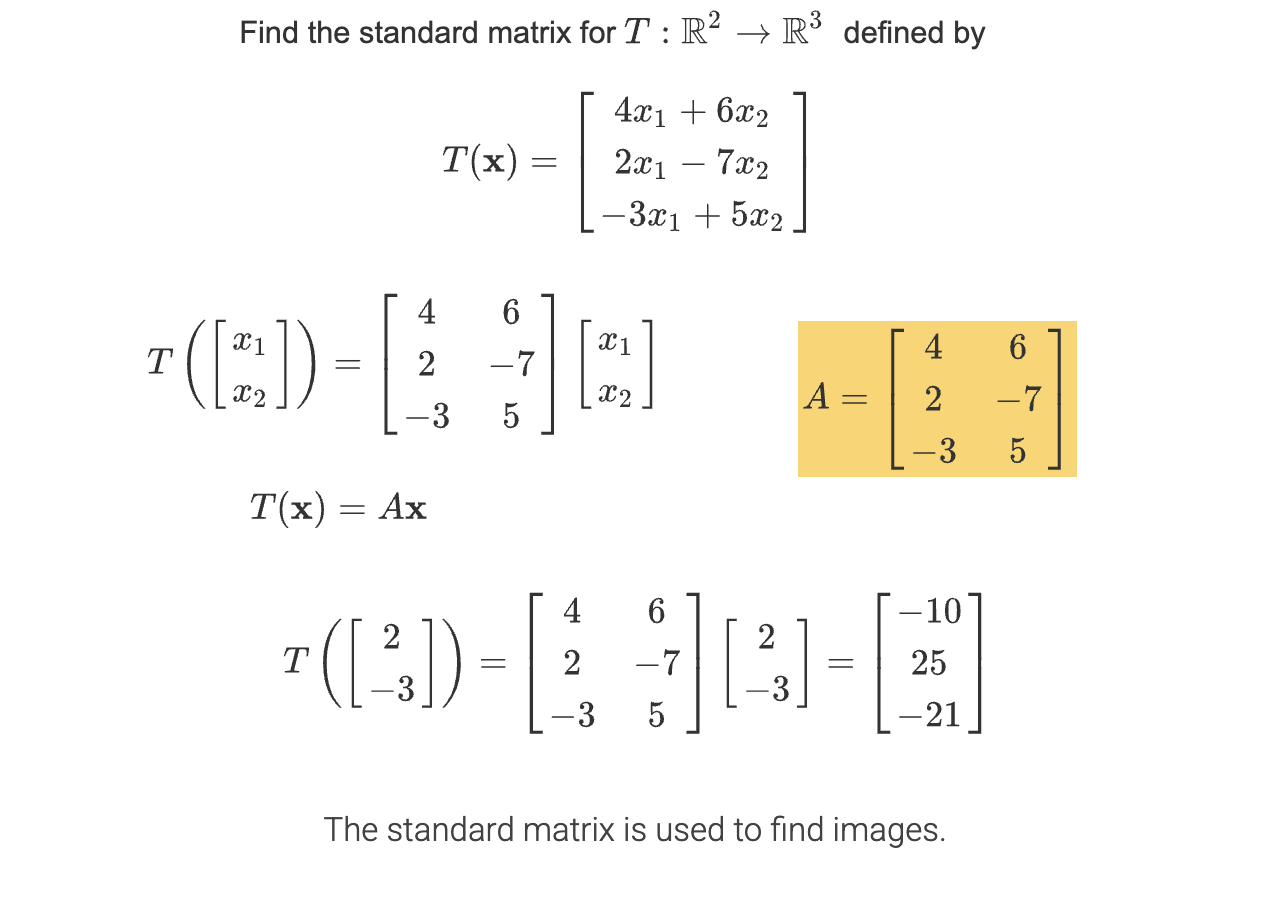 Find the standard matrix for $T : \mathbb{R}^2 \to \mathbb{R}^3$ defined by
$T(\mathbf{x}) = \begin{bmatrix} 4x_1 + 6x_2 \\ 2x_1 - 7x_2 \\ -3x_1 + 5x_2 \end{bmatrix}$
$T\left(\begin{bmatrix} x_1 \\ x_2 \end{bmatrix}\right) = \begin{bmatrix} 4 & 6 \\ 2 & -7 \\ -3 & 5 \end{bmatrix} \begin{bmatrix} x_1 \\ x_2 \end{bmatrix}$
$A = \begin{bmatrix} 4 & 6 \\ 2 & -7 \\ -3 & 5 \end{bmatrix}$
$T(\mathbf{x}) = A\mathbf{x}$
$T\left(\begin{bmatrix} 2 \\ -3 \end{bmatrix}\right) = \begin{bmatrix} 4 & 6 \\ 2 & -7 \\ -3 & 5 \end{bmatrix} \begin{bmatrix} 2 \\ -3 \end{bmatrix} = \begin{bmatrix} -10 \\ 25 \\ -21 \end{bmatrix}$
The standard matrix is used to find images.